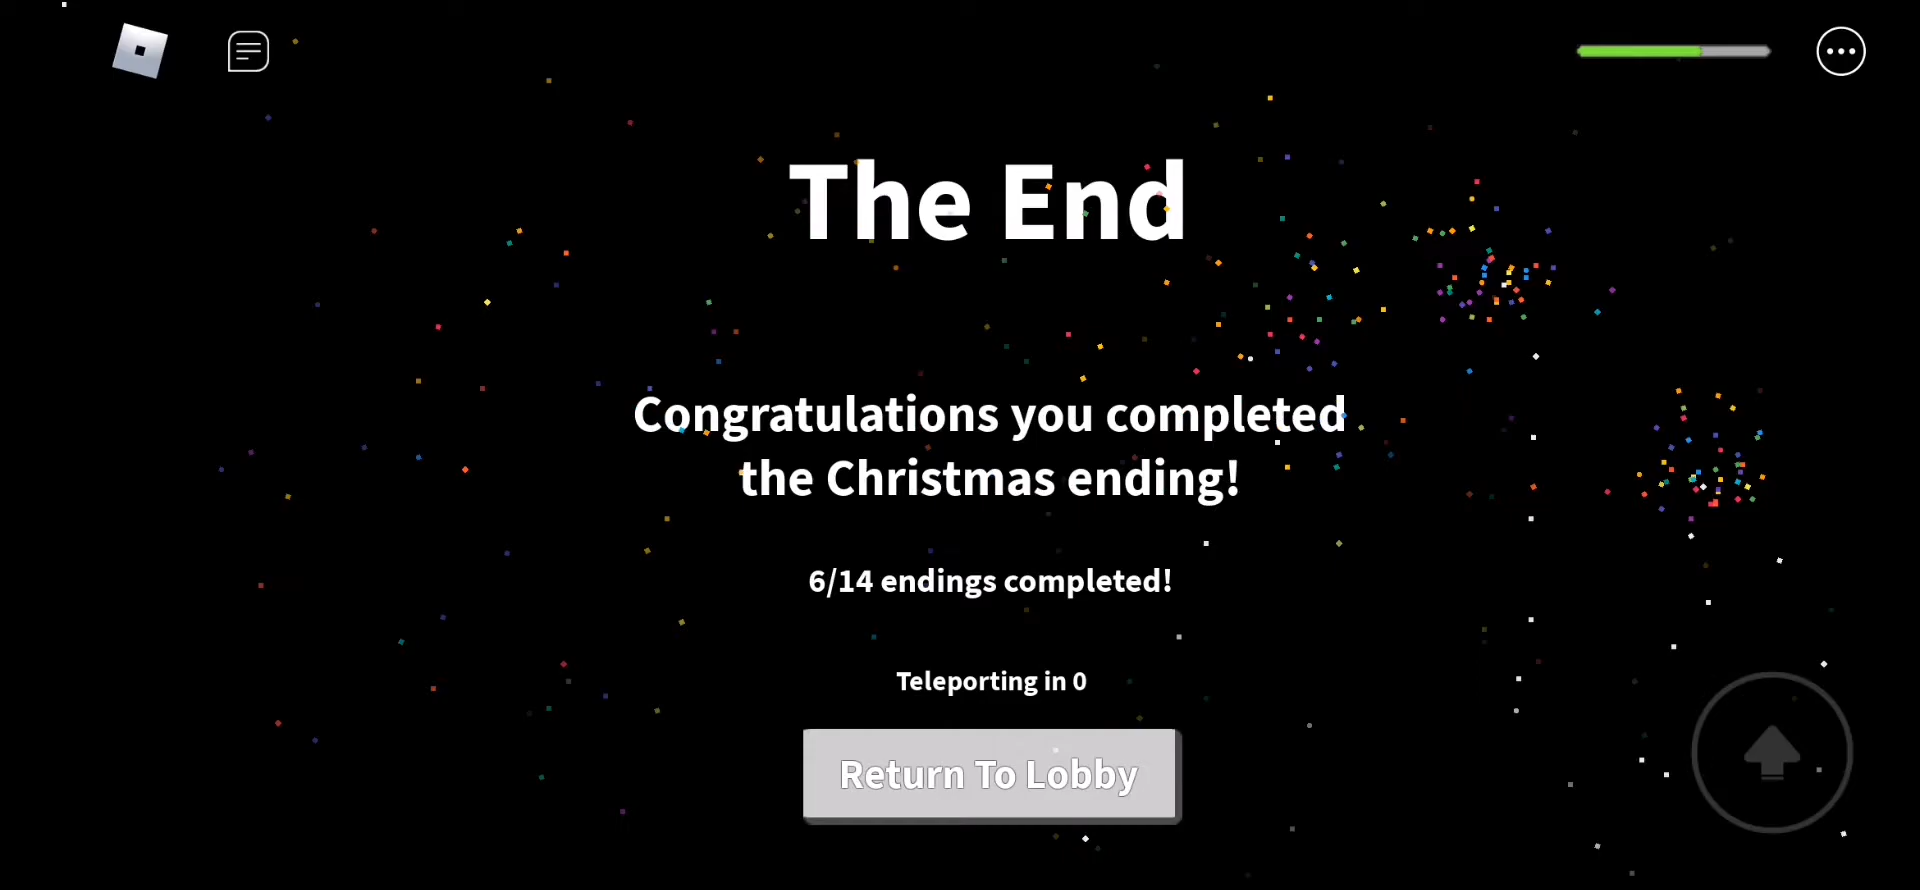 The End
Congratulations you completed
the Christmas ending!
6/14 endings completed!
Teleporting in 0
Return To Lobby